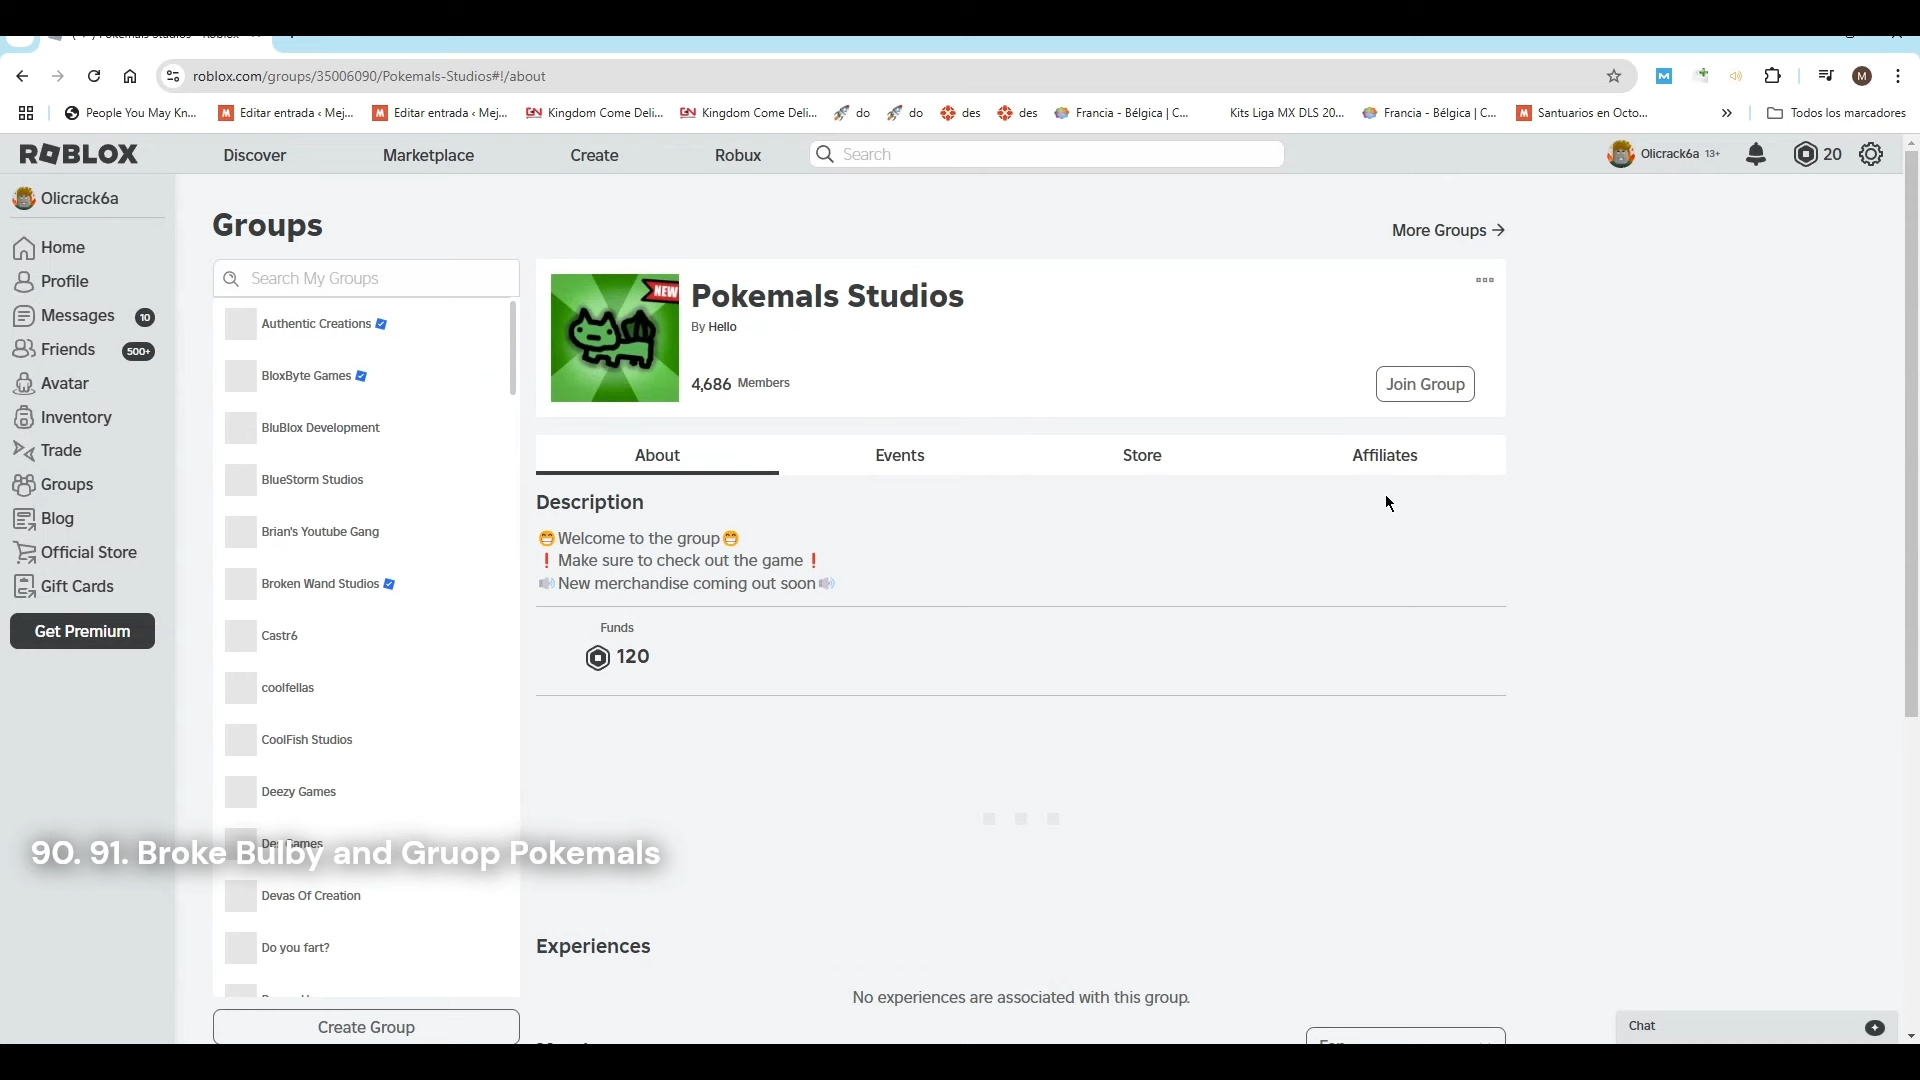 roblox.com/groups/35006090/Pokemals-Studios#!/about
People You May Kn...
Editar entrada ‹ Mej...
Editar entrada ‹ Mej...
Kingdom Come Deli...
Kingdom Come Deli...
do
do
des
des
Francia - Bélgica | C...
Kits Liga MX DLS 20...
Francia - Bélgica | C...
Santuarios en Octo...
»
Todos los marcadores
ROBLOX
Discover
Marketplace
Create
Robux
Search
Olicrack6a 13+
20
Olicrack6a
Home
Profile
Messages 10
Friends 500+
Avatar
Inventory
Trade
Groups
Blog
Official Store
Gift Cards
Get Premium
Groups
More Groups →
Search My Groups
Authentic Creations
BloxByte Games
BluBlox Development
BlueStorm Studios
Brian's Youtube Gang
Broken Wand Studios
Castr6
coolfellas
CoolFish Studios
Deezy Games
Des Games
Devas Of Creation
Do you fart?
Create Group
NEW
Pokemals Studios
By Hello
4,686 Members
Join Group
About
Events
Store
Affiliates
Description
😁Welcome to the group😁
❗Make sure to check out the game❗
🔊New merchandise coming out soon🔊
Funds
120
Experiences
No experiences are associated with this group.
Chat
90. 91. Broke Bulby and Gruop Pokemals